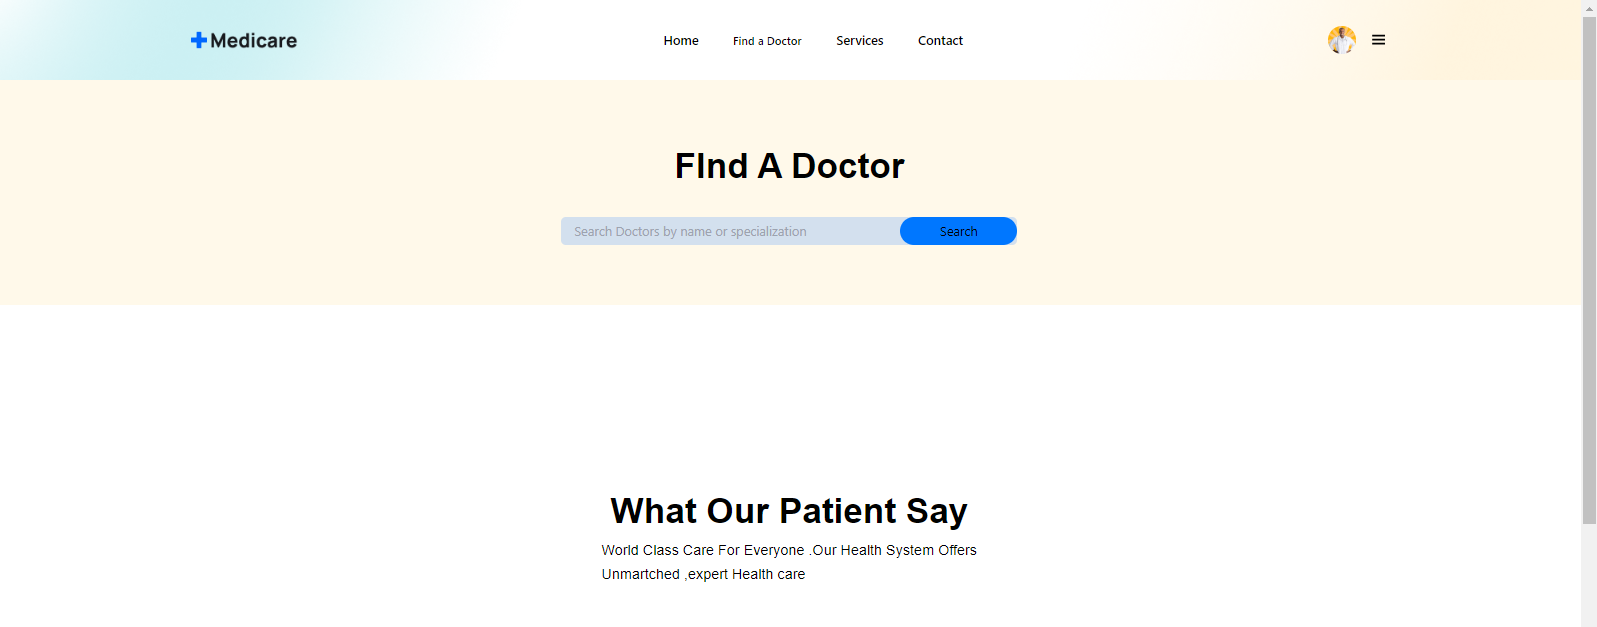 Medicare
Home Find a Doctor Services Contact
FInd A Doctor
Search Doctors by name or specialization Search
What Our Patient Say
World Class Care For Everyone .Our Health System Offers
Unmartched ,expert Health care